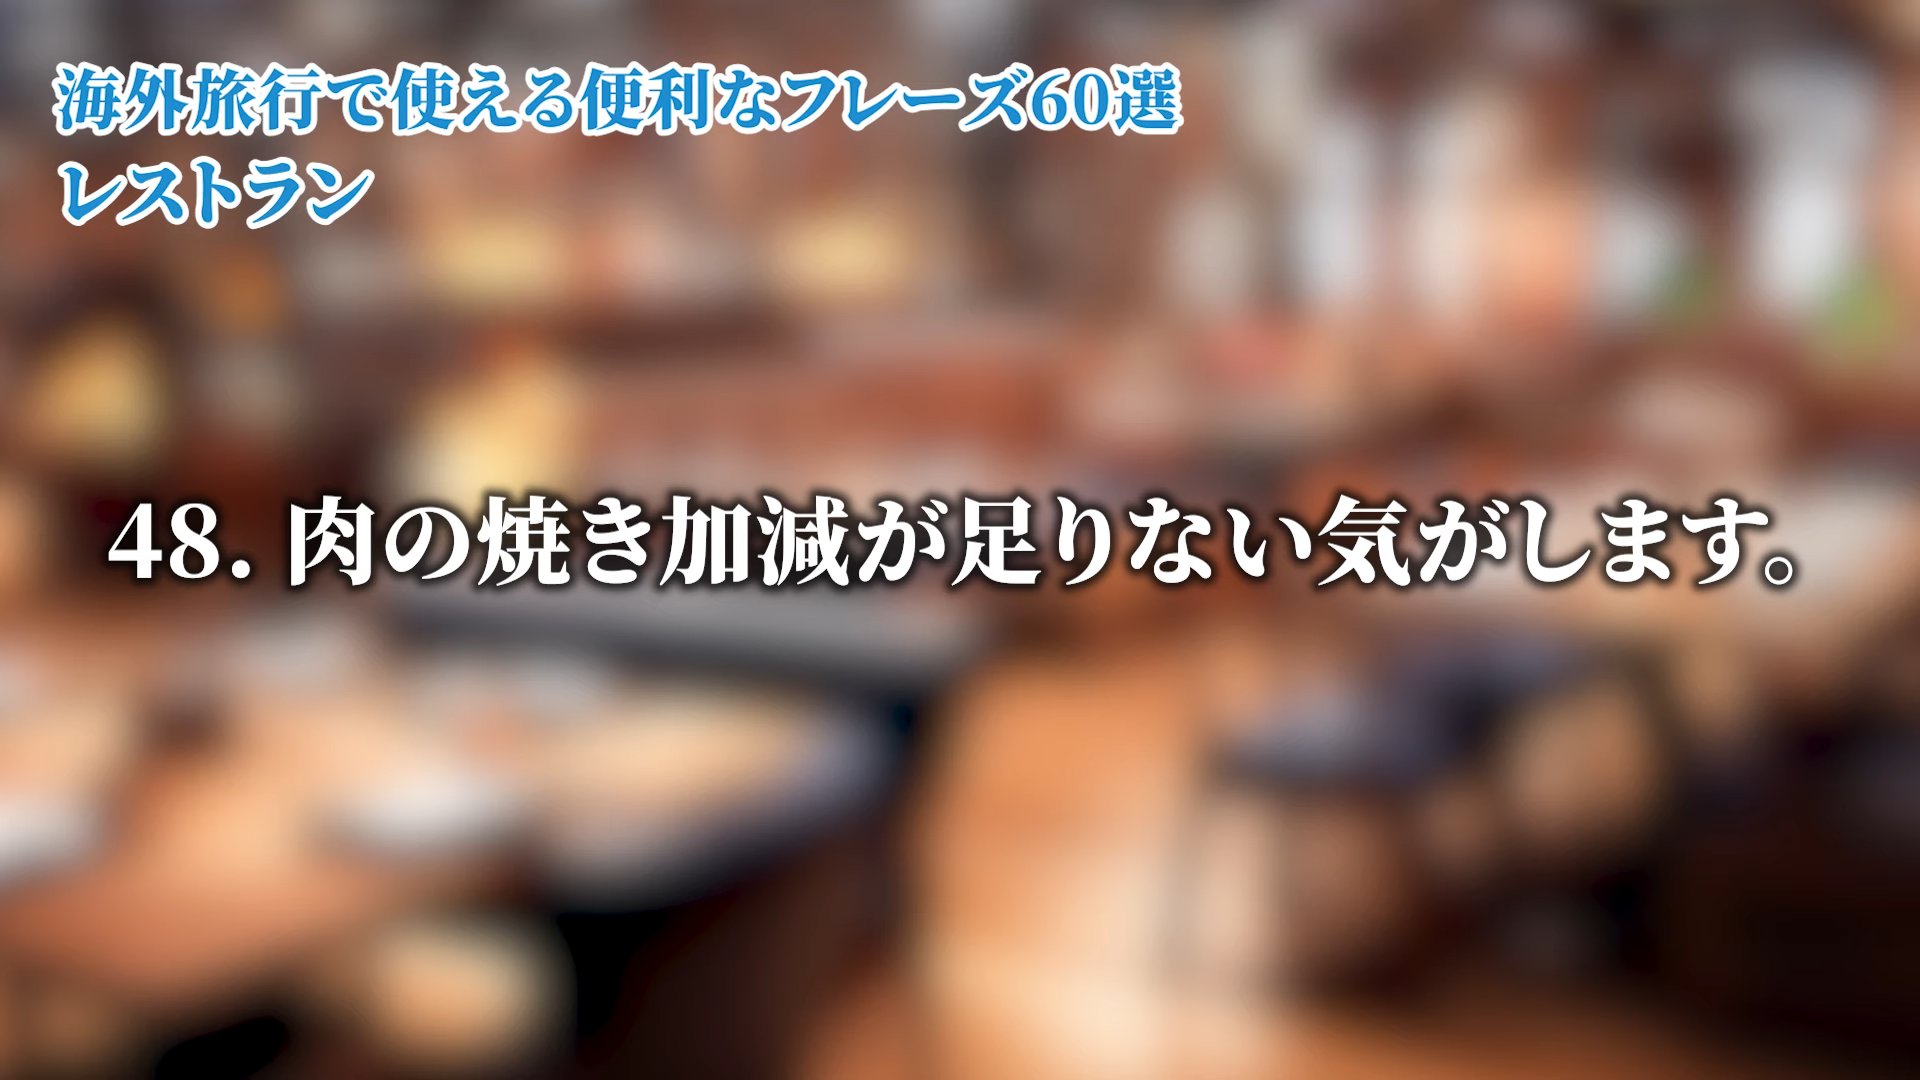 海外旅行で使える便利なフレーズ60選
レストラン
48. 肉の焼き加減が足りない気がします。